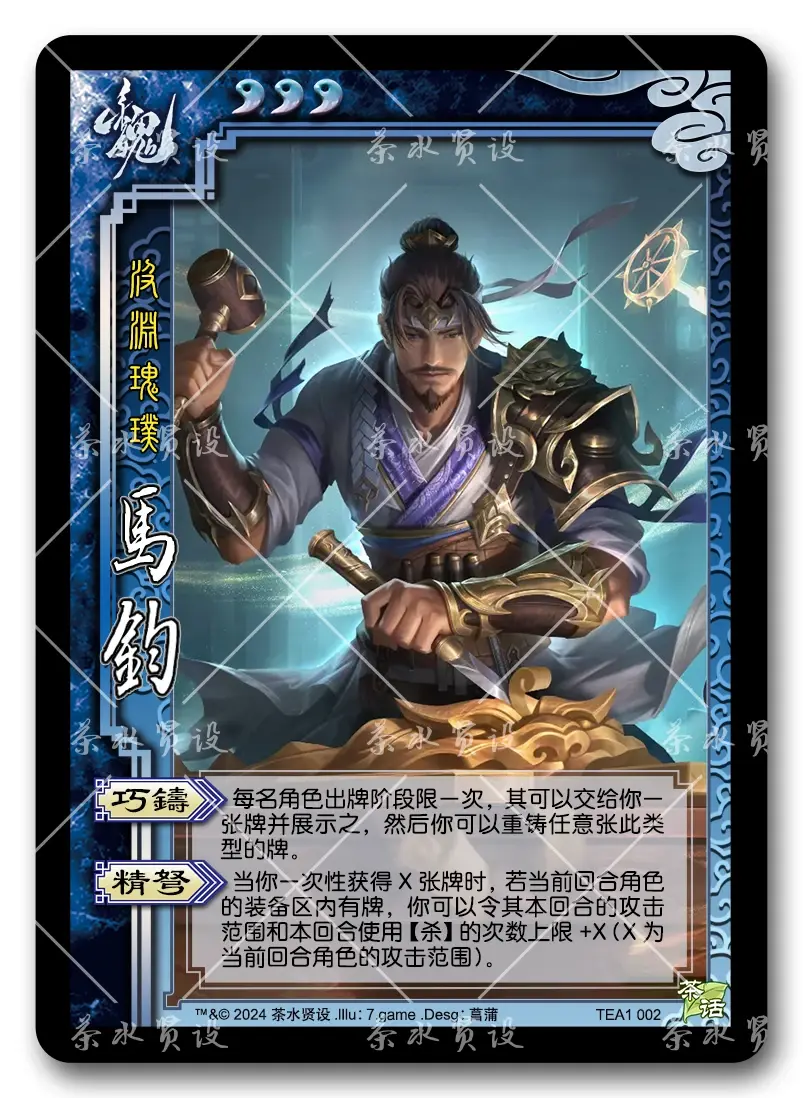 魏
没淵瑰璞
馬鈞
巧鑄
每名角色出牌阶段限一次，其可以交给你一
张牌并展示之，然后你可以重铸任意张此类
型的牌。
精弩
当你一次性获得 X 张牌时，若当前回合角色
的装备区内有牌，你可以令其本回合的攻击
范围和本回合使用【杀】的次数上限 +X（X 为
当前回合角色的攻击范围）。
™&© 2024 茶水贤设 .Illu：7.game .Desg：菖蒲
TEA1 002
茶话
茶水贤设